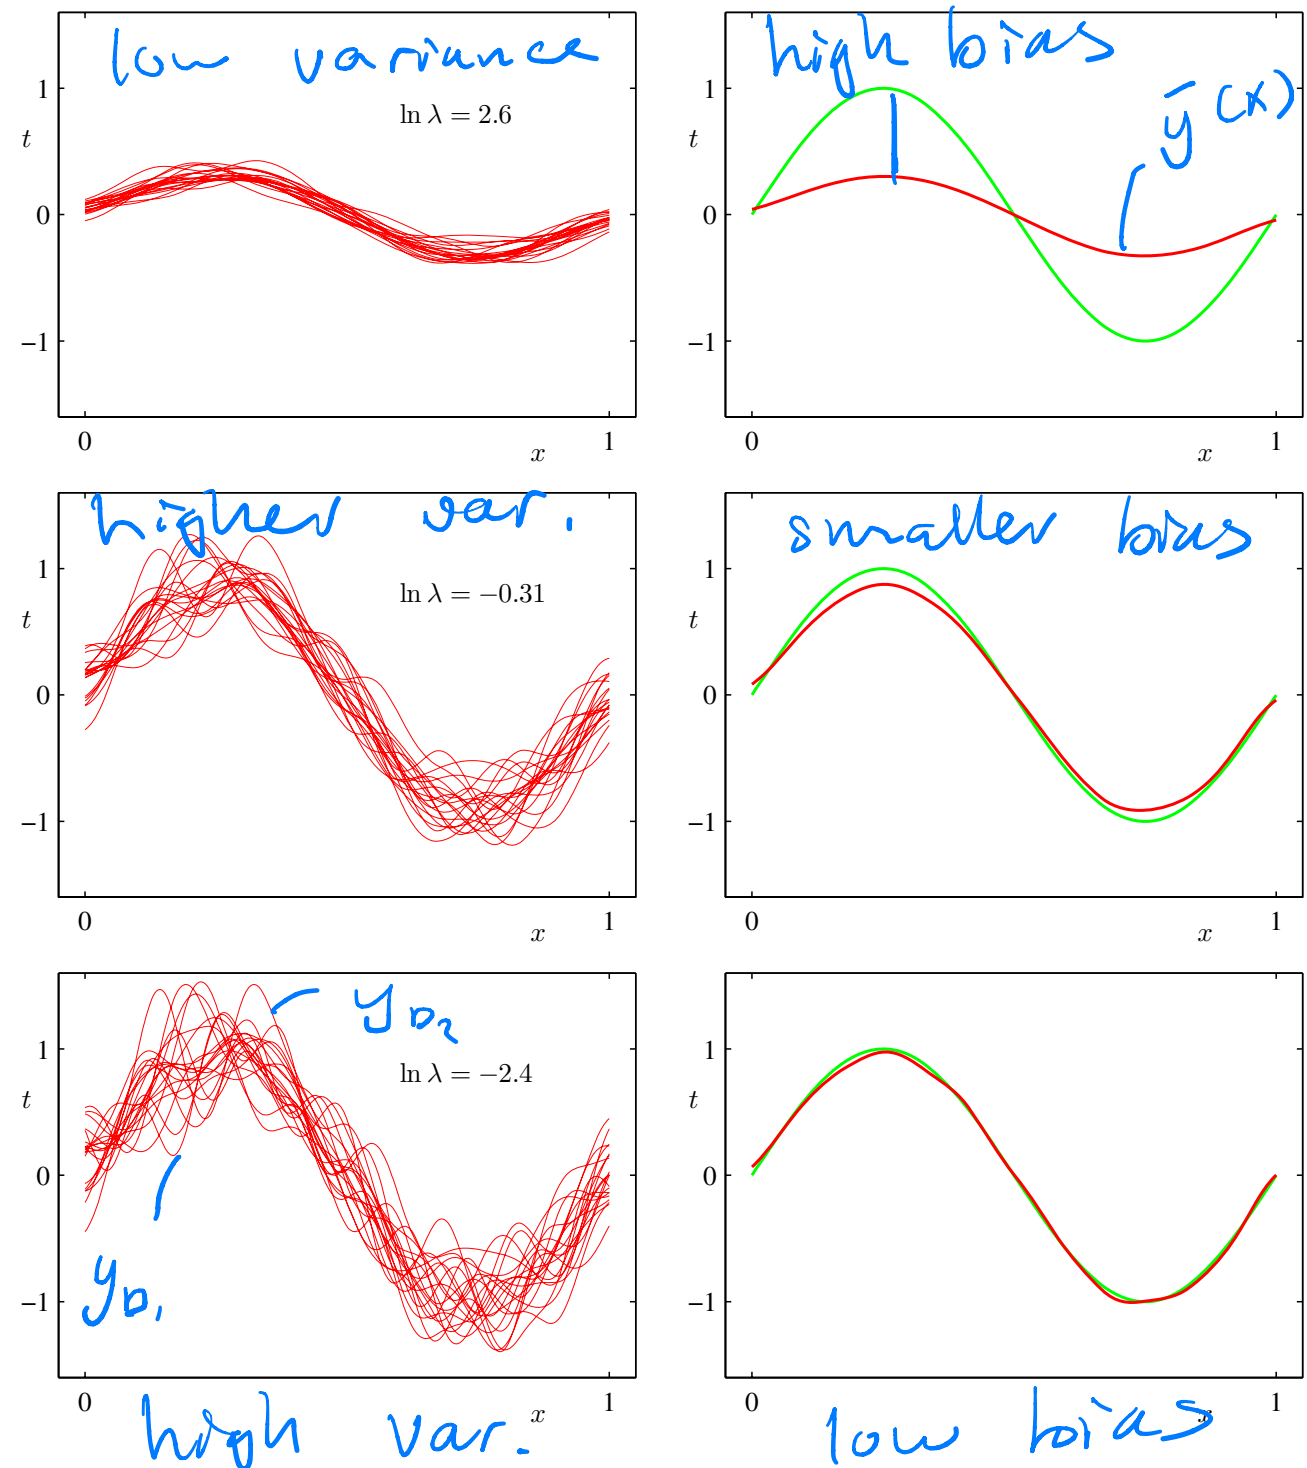 low variance
high bias
ȳ(x)
ln λ = 2.6
1
t
0
−1
0
1
x
1
t
0
−1
0
1
x
higher var.
smaller bias
ln λ = −0.31
1
t
0
−1
0
1
x
1
t
0
−1
0
1
x
y_D₂
ln λ = −2.4
y_D₁
1
t
0
−1
0
1
x
1
t
0
−1
0
1
x
high var.
low bias